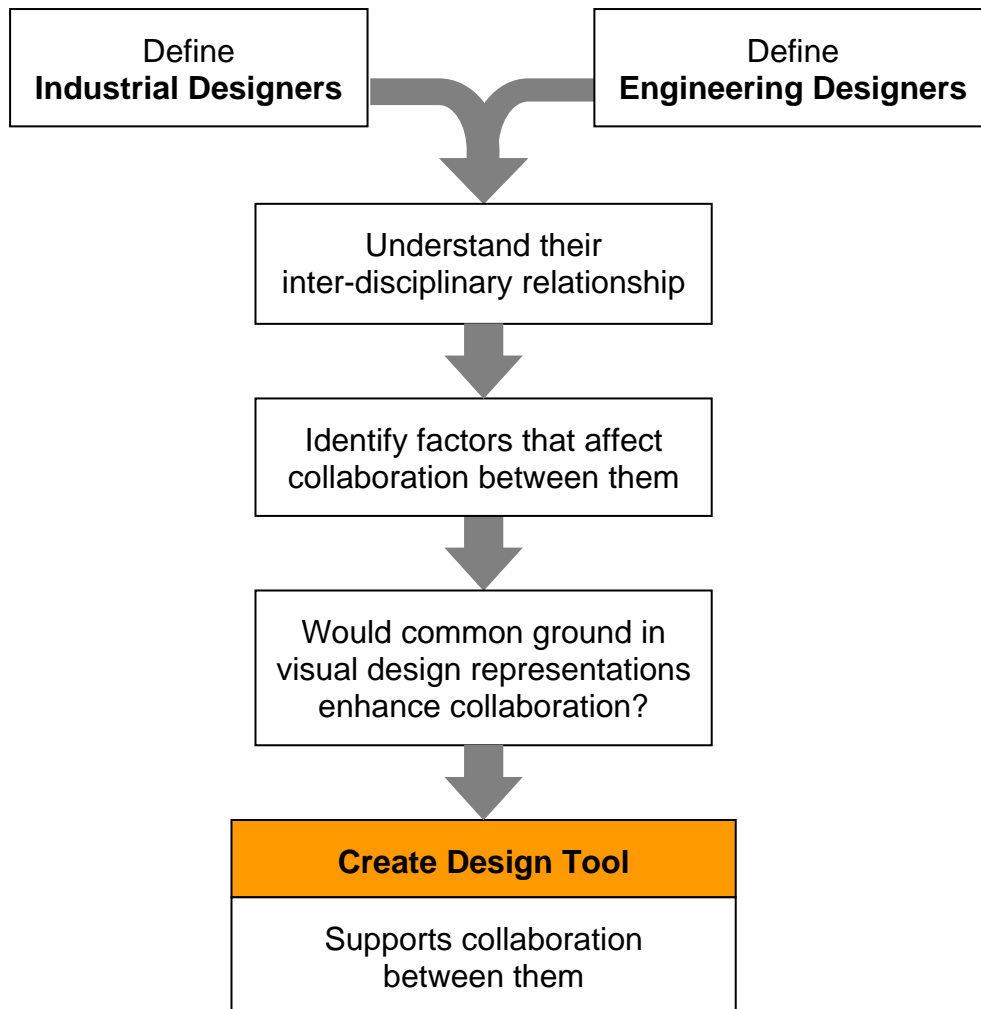 Define
Industrial Designers
Define
Engineering Designers
Understand their
inter-disciplinary relationship
Identify factors that affect
collaboration between them
Would common ground in
visual design representations
enhance collaboration?
Create Design Tool
Supports collaboration
between them